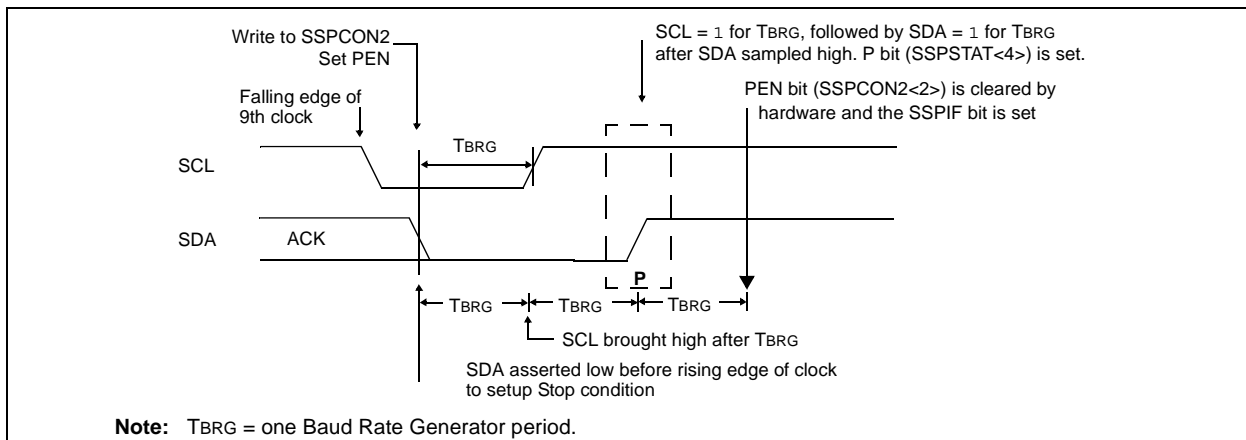 Write to SSPCON2
Set PEN
SCL = 1 for TBRG, followed by SDA = 1 for TBRG
after SDA sampled high. P bit (SSPSTAT<4>) is set.
PEN bit (SSPCON2<2>) is cleared by
hardware and the SSPIF bit is set
Falling edge of
9th clock
TBRG
SCL
SDA
ACK
P
TBRG
TBRG
TBRG
SCL brought high after TBRG
SDA asserted low before rising edge of clock
to setup Stop condition
Note: TBRG = one Baud Rate Generator period.